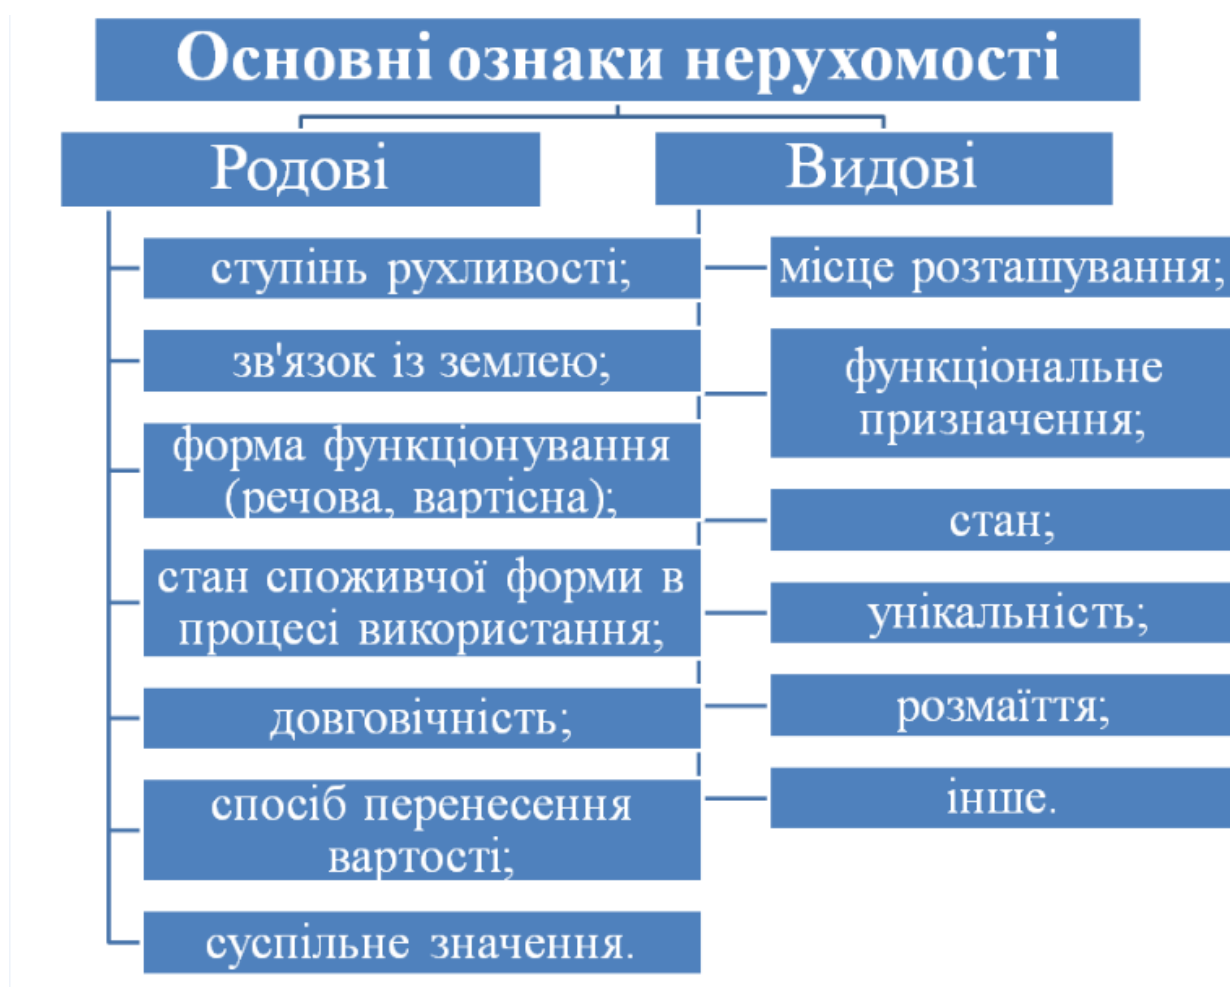 Основні ознаки нерухомості
Родові
ступінь рухливості;
зв'язок із землею;
форма функціонування
(речова, вартісна);
стан споживчої форми в
процесі використання;
довговічність;
спосіб перенесення
вартості;
суспільне значення.
Видові
місце розташування;
функціональне
призначення;
стан;
унікальність;
розмаїття;
інше.